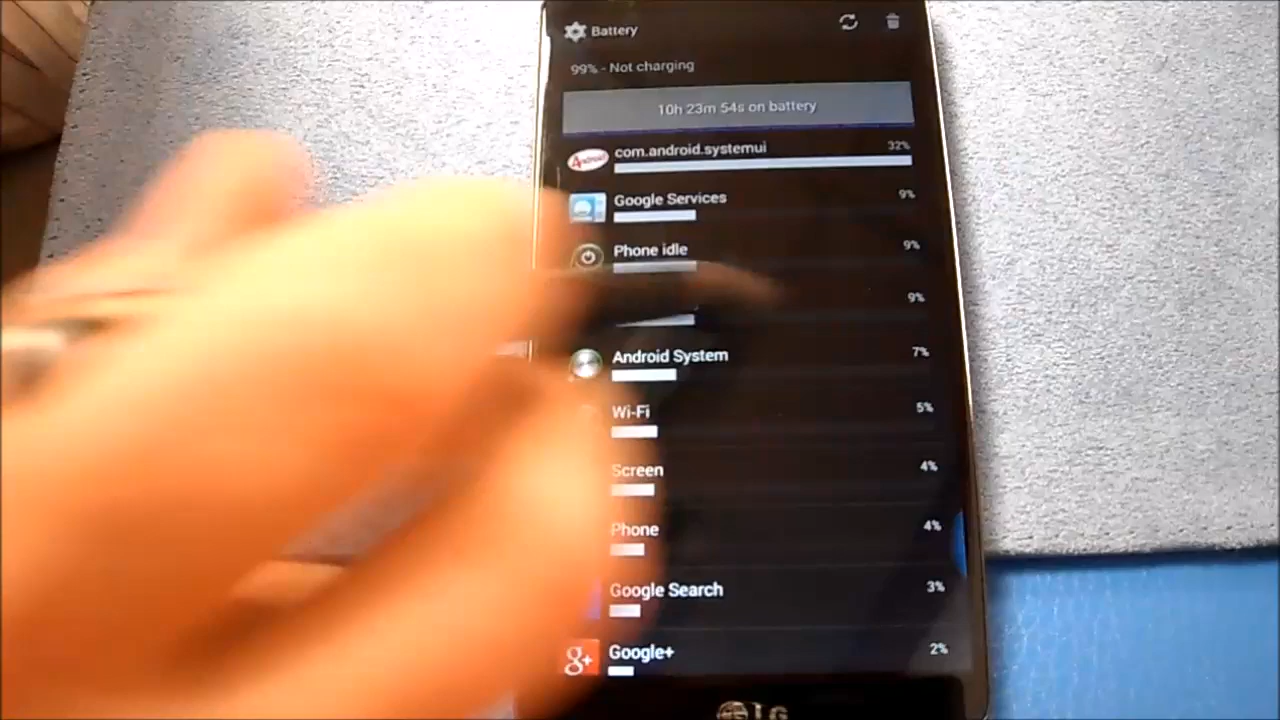 Battery
99% - Not charging
10h 23m 54s on battery
com.android.systemui 32%
Google Services 9%
Phone idle 9%
9%
Android System 7%
Wi-Fi 5%
Screen 4%
Phone 4%
Google Search 3%
g+ Google+ 2%
LG